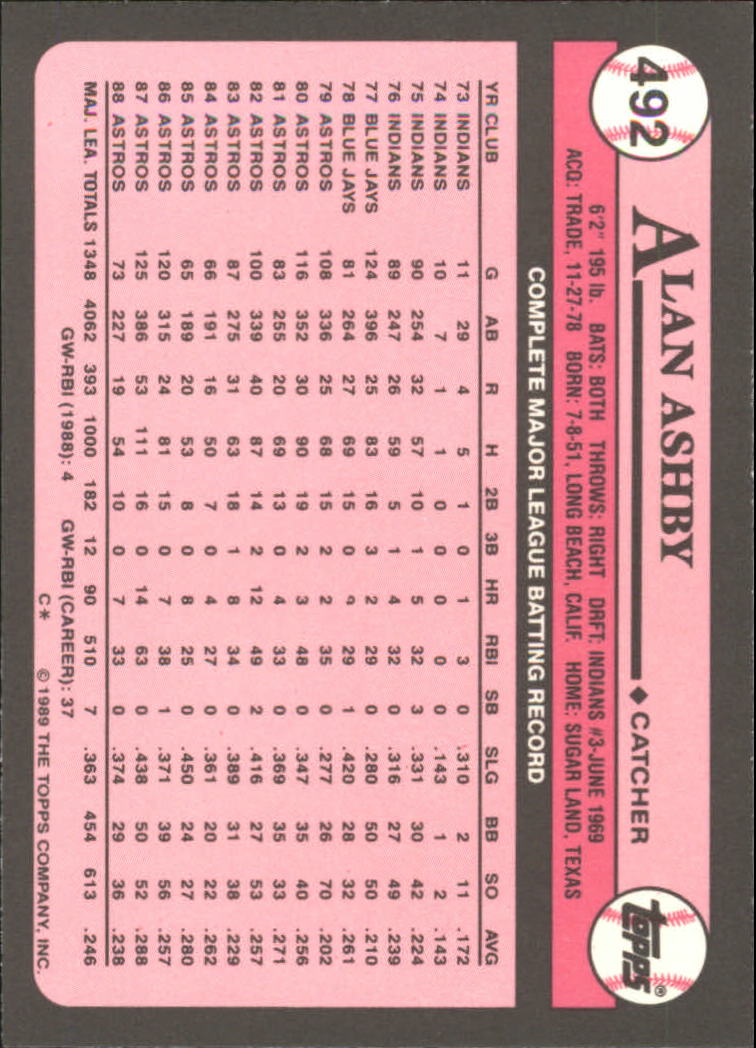 492
ALAN ASHBY ♦ CATCHER
topps®
6'2" 195 lb. BATS: BOTH THROWS: RIGHT DRFT: INDIANS #3-JUNE 1969
ACQ: TRADE, 11-27-78 BORN: 7-8-51, LONG BEACH, CALIF. HOME: SUGAR LAND, TEXAS
COMPLETE MAJOR LEAGUE BATTING RECORD
YR CLUB G AB R H 2B 3B HR RBI SB SLG BB SO AVG
73 INDIANS 11 29 4 5 1 0 1 3 0 .310 2 11 .172
74 INDIANS 10 7 1 1 0 0 0 0 0 .143 1 2 .143
75 INDIANS 90 254 32 57 10 1 5 32 3 .331 30 42 .224
76 INDIANS 89 247 26 59 5 1 4 32 0 .316 27 49 .239
77 BLUE JAYS 124 396 25 83 16 3 2 29 0 .280 50 50 .210
78 BLUE JAYS 81 264 27 69 15 0 9 29 1 .420 28 32 .261
79 ASTROS 108 336 25 68 15 2 2 35 0 .277 26 70 .202
80 ASTROS 116 352 30 90 19 2 3 48 0 .347 35 40 .256
81 ASTROS 83 255 20 69 13 0 4 33 0 .369 35 33 .271
82 ASTROS 100 339 40 87 14 2 12 49 2 .416 27 53 .257
83 ASTROS 87 275 31 63 18 1 8 34 0 .389 31 38 .229
84 ASTROS 66 191 16 50 7 0 4 27 0 .361 20 22 .262
85 ASTROS 65 189 20 53 8 0 8 25 0 .450 24 27 .280
86 ASTROS 120 315 24 81 15 0 7 38 1 .371 39 56 .257
87 ASTROS 125 386 53 111 16 0 14 63 0 .438 50 52 .288
88 ASTROS 73 227 19 54 10 0 7 33 0 .374 29 36 .238
MAJ. LEA. TOTALS 1348 4062 393 1000 182 12 90 510 7 .363 454 613 .246
GW-RBI (1988): 4 GW-RBI (CAREER): 37
C* © 1989 THE TOPPS COMPANY, INC.